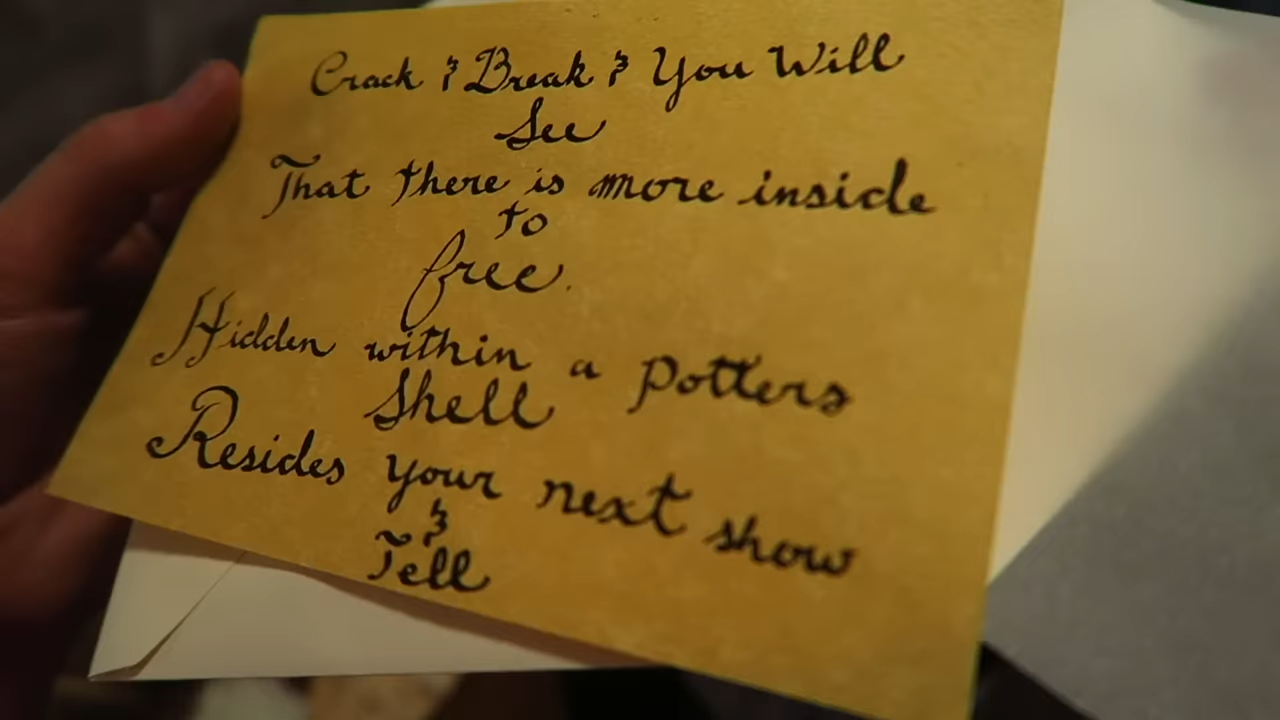 Crack & Break & You Will
See
That there is more inside
to
free.
Hidden within a potters
Shell
Resides your next show
&
Tell